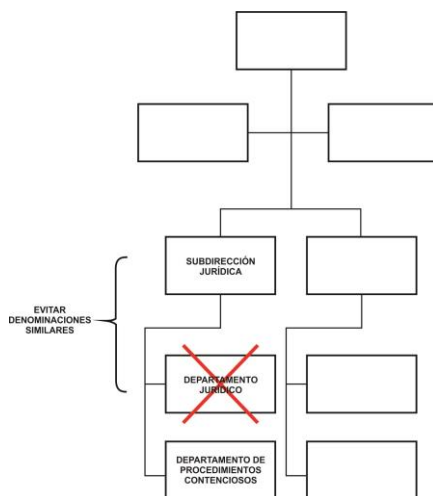 SUBDIRECCIÓN
JURÍDICA
EVITAR
DENOMINACIONES
SIMILARES
DEPARTAMENTO
JURÍDICO
DEPARTAMENTO DE
PROCEDIMIENTOS
CONTENCIOSOS